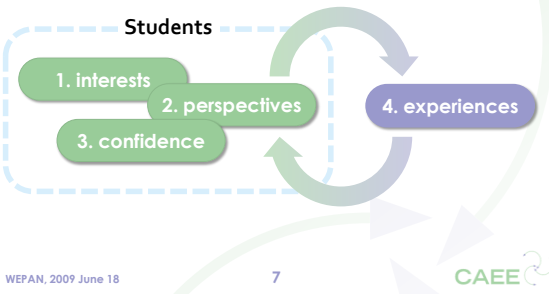 Students
1. interests
2. perspectives
3. confidence
4. experiences
WEPAN, 2009 June 18
7
CAEE